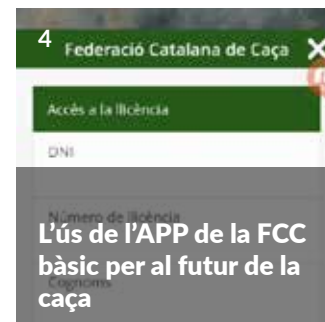 4
Federació Catalana de Caça
Accès a la llicència
DNI
Número de llicència
L'ús de l'APP de la FCC
bàsic per al futur de la
caça
Cognoms